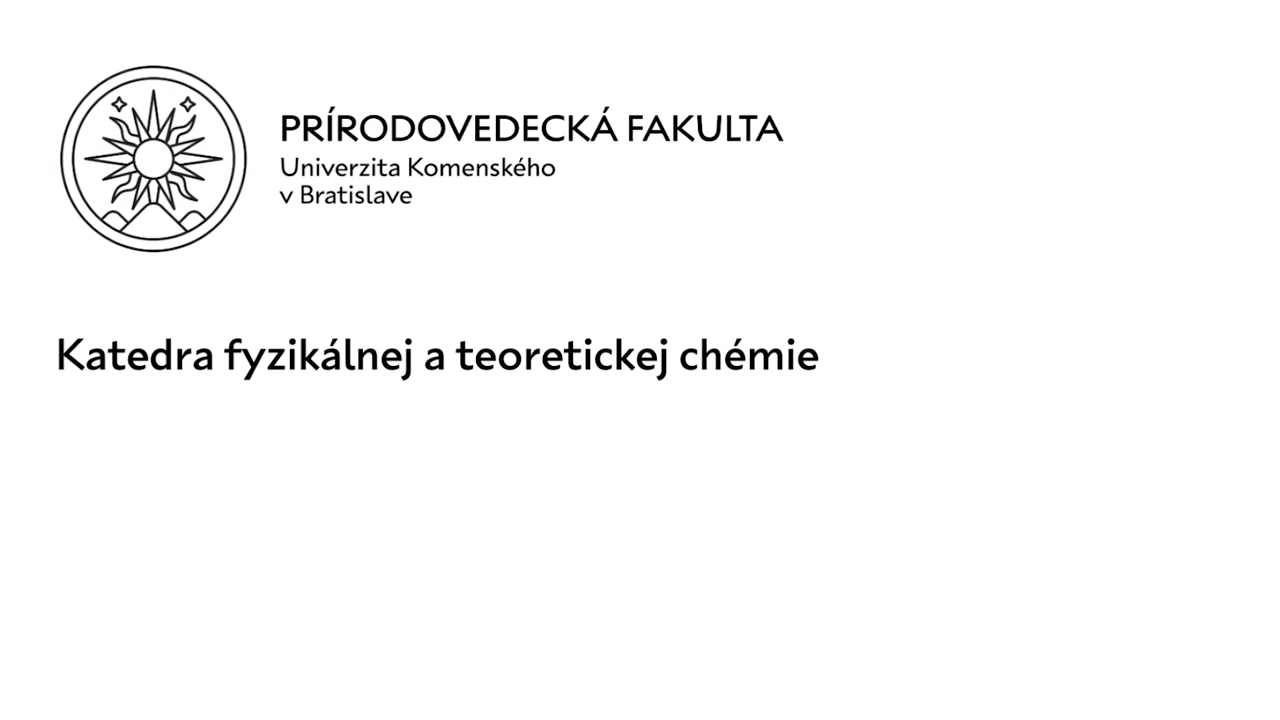 PRÍRODOVEDECKÁ FAKULTA
Univerzita Komenského
v Bratislave
Katedra fyzikálnej a teoretickej chémie